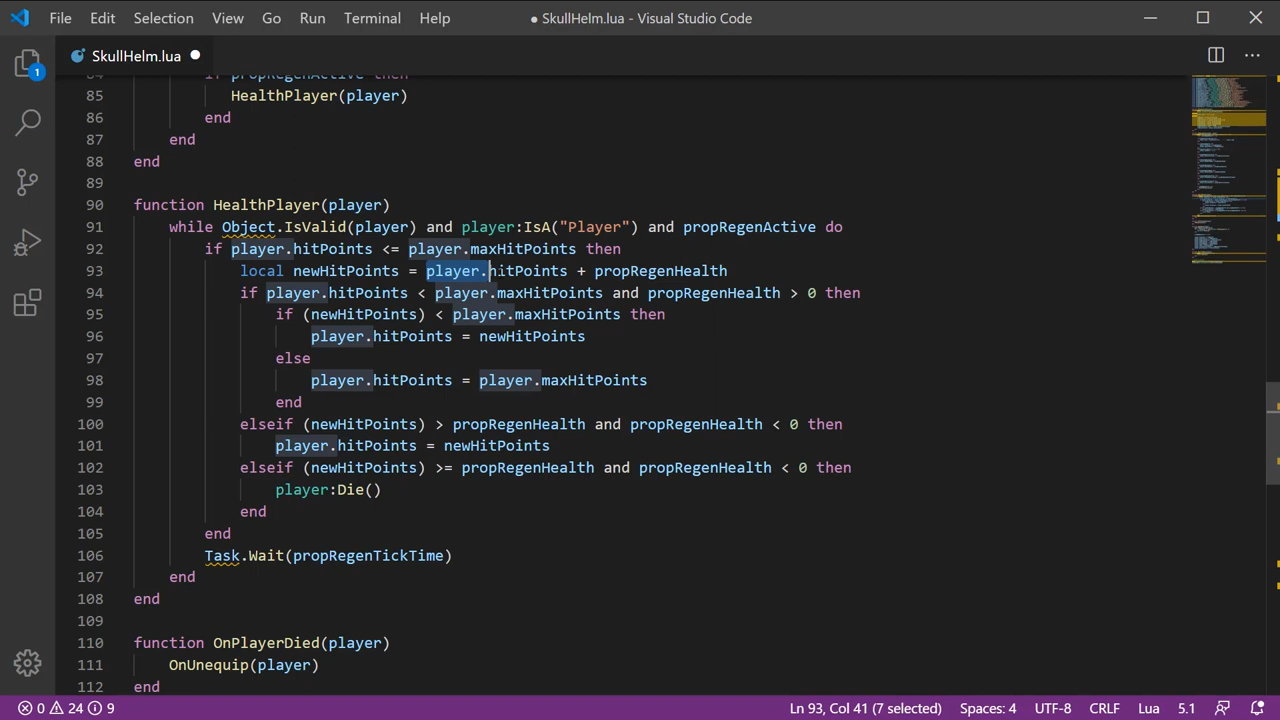 File Edit Selection View Go Run Terminal Help ● SkullHelm.lua - Visual Studio Code
SkullHelm.lua
1
84 if propRegenActive then
85 HealthPlayer(player)
86 end
87 end
88 end
89
90 function HealthPlayer(player)
91 while Object.IsValid(player) and player:IsA("Player") and propRegenActive do
92 if player.hitPoints <= player.maxHitPoints then
93 local newHitPoints = player.hitPoints + propRegenHealth
94 if player.hitPoints < player.maxHitPoints and propRegenHealth > 0 then
95 if (newHitPoints) < player.maxHitPoints then
96 player.hitPoints = newHitPoints
97 else
98 player.hitPoints = player.maxHitPoints
99 end
100 elseif (newHitPoints) > propRegenHealth and propRegenHealth < 0 then
101 player.hitPoints = newHitPoints
102 elseif (newHitPoints) >= propRegenHealth and propRegenHealth < 0 then
103 player:Die()
104 end
105 end
106 Task.Wait(propRegenTickTime)
107 end
108 end
109
110 function OnPlayerDied(player)
111 OnUnequip(player)
112 end
0 24 9 Ln 93, Col 41 (7 selected) Spaces: 4 UTF-8 CRLF Lua 5.1